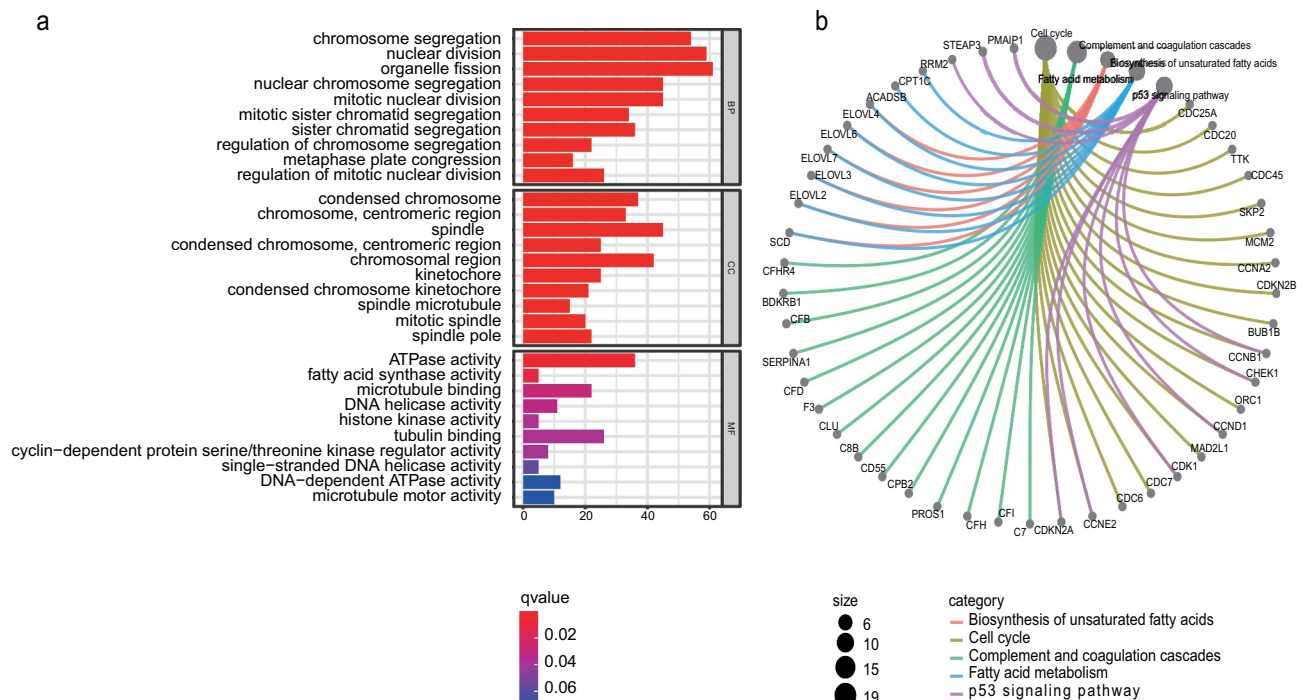 a
chromosome segregation
nuclear division
organelle fission
nuclear chromosome segregation
mitotic nuclear division
mitotic sister chromatid segregation
sister chromatid segregation
regulation of chromosome segregation
metaphase plate congression
regulation of mitotic nuclear division
BP
condensed chromosome
chromosome, centromeric region
spindle
condensed chromosome, centromeric region
chromosomal region
kinetochore
condensed chromosome kinetochore
spindle microtubule
mitotic spindle
spindle pole
CC
ATPase activity
fatty acid synthase activity
microtubule binding
DNA helicase activity
histone kinase activity
tubulin binding
cyclin−dependent protein serine/threonine kinase regulator activity
single−stranded DNA helicase activity
DNA−dependent ATPase activity
microtubule motor activity
MF
0 20 40 60
qvalue
0.02
0.04
0.06
b
Cell cycle
Complement and coagulation cascades
Biosynthesis of unsaturated fatty acids
Fatty acid metabolism
p53 signaling pathway
CDC25A
CDC20
TTK
CDC45
SKP2
MCM2
CCNA2
CDKN2B
BUB1B
CCNB1
CHEK1
ORC1
CCND1
MAD2L1
CDK1
CDC7
CDC6
CCNE2
CDKN2A
C7
CFI
CFH
PROS1
CPB2
CD55
C8B
CLU
F3
CFD
SERPINA1
CFB
BDKRB1
CFHR4
SCD
ELOVL2
ELOVL3
ELOVL7
ELOVL6
ELOVL4
ACADSB
CPT1C
RRM2
STEAP3
PMAIP1
size
6
10
15
19
category
Biosynthesis of unsaturated fatty acids
Cell cycle
Complement and coagulation cascades
Fatty acid metabolism
p53 signaling pathway